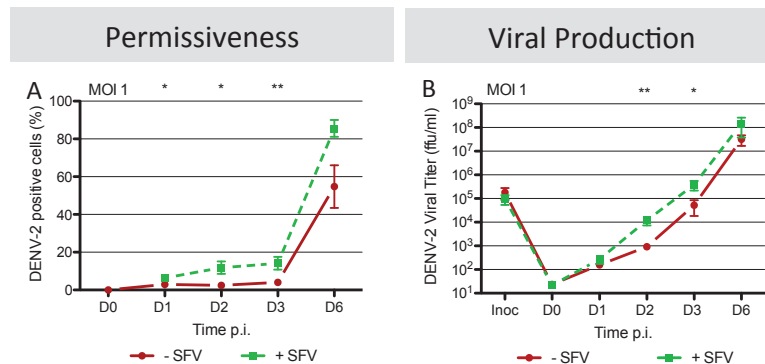 Permissiveness
A
MOI 1 * * **
DENV-2 positive cells (%)
100
80
60
40
20
0
D0 D1 D2 D3 D6
Time p.i.
- SFV + SFV
Viral Production
B
MOI 1 ** *
DENV-2 Viral Titer (ffu/ml)
10⁹
10⁸
10⁷
10⁶
10⁵
10⁴
10³
10²
10¹
Inoc D0 D1 D2 D3 D6
Time p.i.
- SFV + SFV